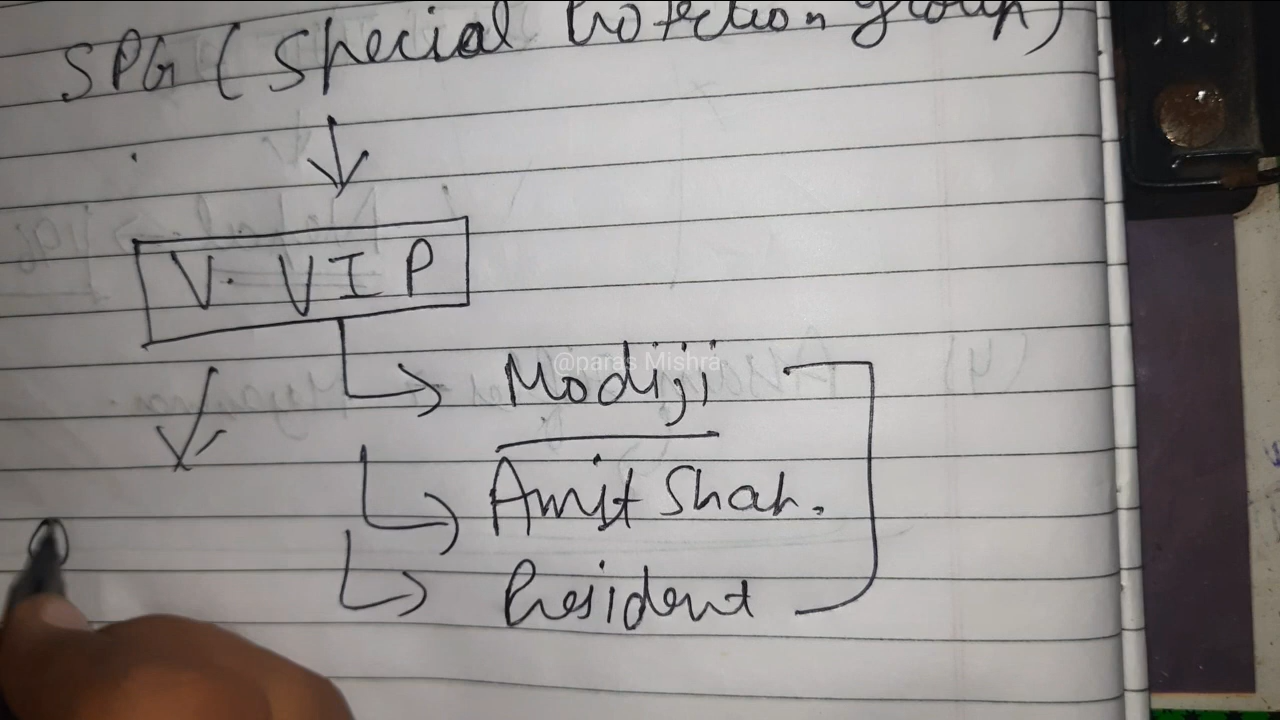 SPG (Special Protection group)
V. VIP
@paras Mishra
Modiji
Amit Shah.
President